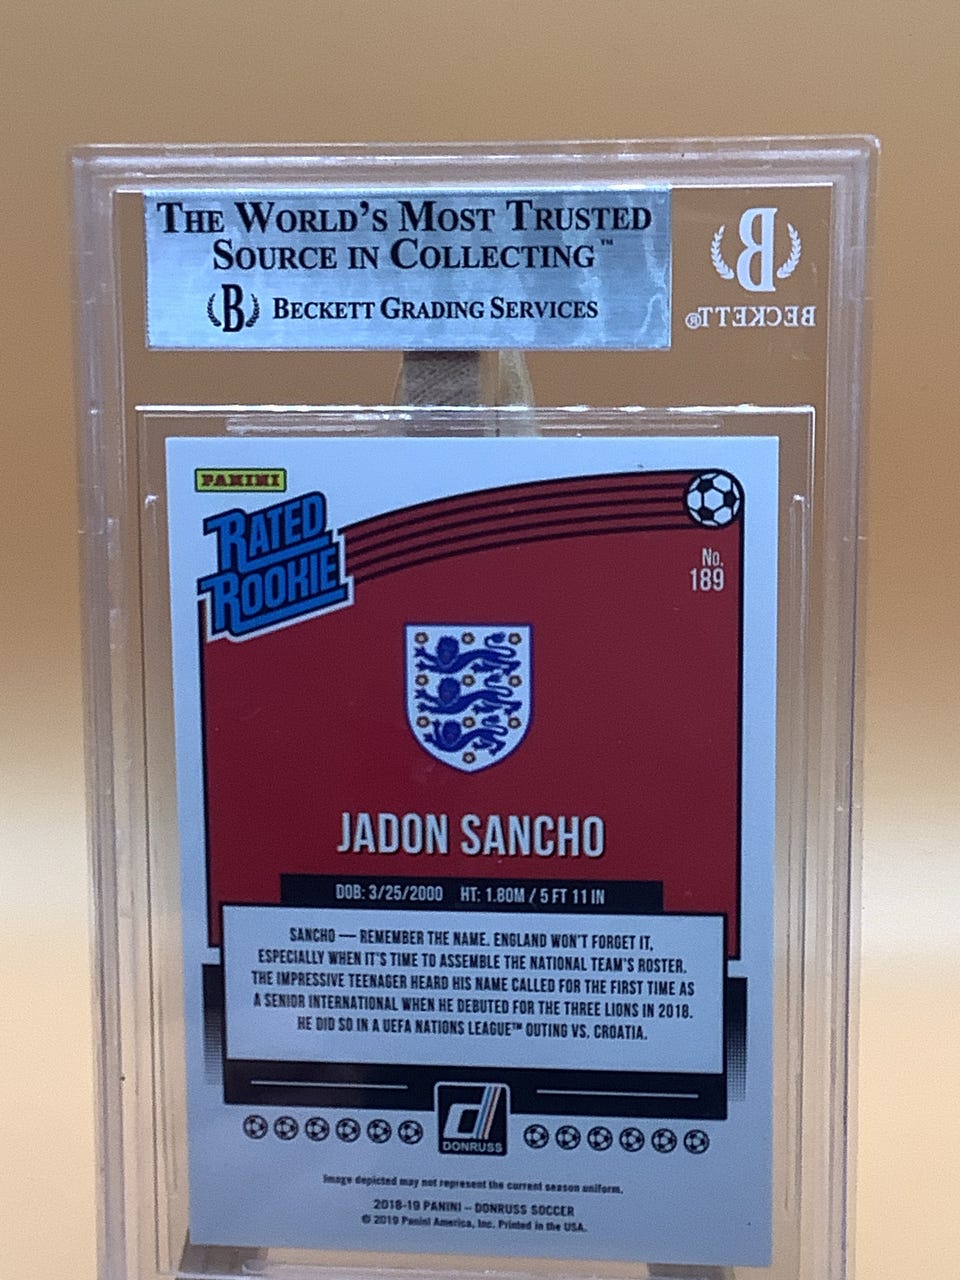 THE WORLD'S MOST TRUSTED
SOURCE IN COLLECTING™
B BECKETT GRADING SERVICES
B
BECKETT®
PANINI
RATED
ROOKIE
No.
189
JADON SANCHO
DOB: 3/25/2000 HT: 1.80M / 5 FT 11 IN
SANCHO — REMEMBER THE NAME. ENGLAND WON'T FORGET IT,
ESPECIALLY WHEN IT'S TIME TO ASSEMBLE THE NATIONAL TEAM'S ROSTER.
THE IMPRESSIVE TEENAGER HEARD HIS NAME CALLED FOR THE FIRST TIME AS
A SENIOR INTERNATIONAL WHEN HE DEBUTED FOR THE THREE LIONS IN 2018.
HE DID SO IN A UEFA NATIONS LEAGUE™ OUTING VS. CROATIA.
d
DONRUSS
Image depicted may not represent the current season uniform.
2018-19 PANINI – DONRUSS SOCCER
© 2019 Panini America, Inc. Printed in the USA.